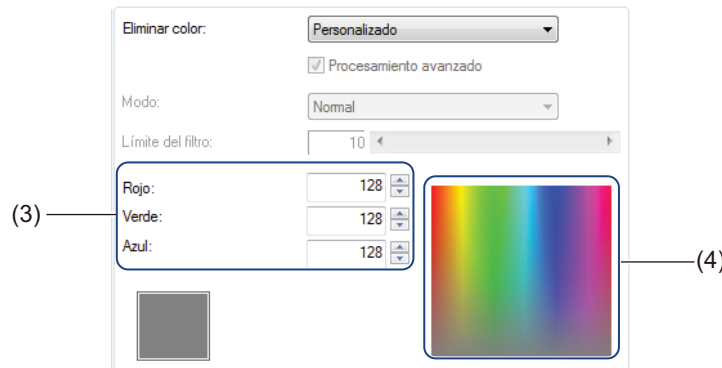 Eliminar color: Personalizado
Procesamiento avanzado
Modo: Normal
Límite del filtro: 10
Rojo: 128
(3) Verde: 128
Azul: 128
(4)